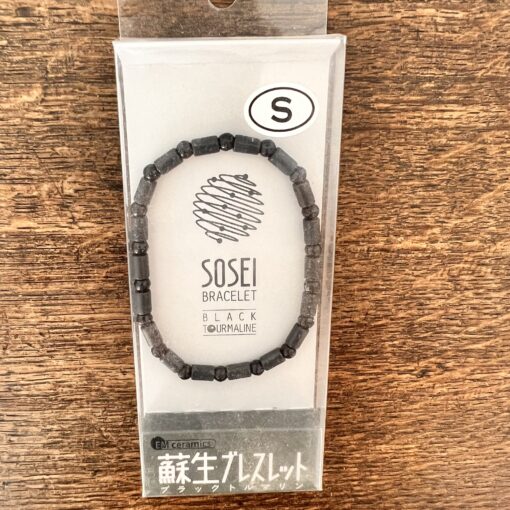 S
SOSEI
BRACELET
BLACK
TOURMALINE
EM ceramics
蘇生ブレスレット
ブラックトルマリン